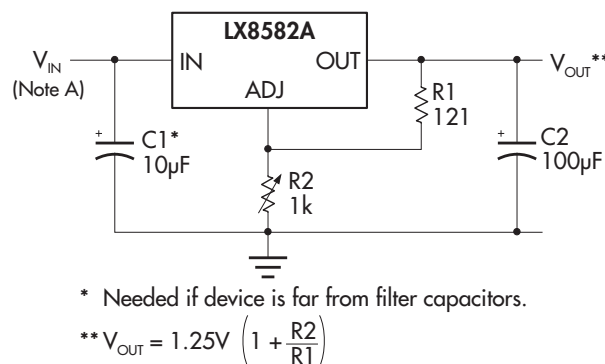 LX8582A
V_IN IN OUT V_OUT**
(Note A) ADJ
R1
121
+ C1*
10µF
R2
1k
+ C2
100µF
* Needed if device is far from filter capacitors.
** V_OUT = 1.25V (1 + R2/R1)